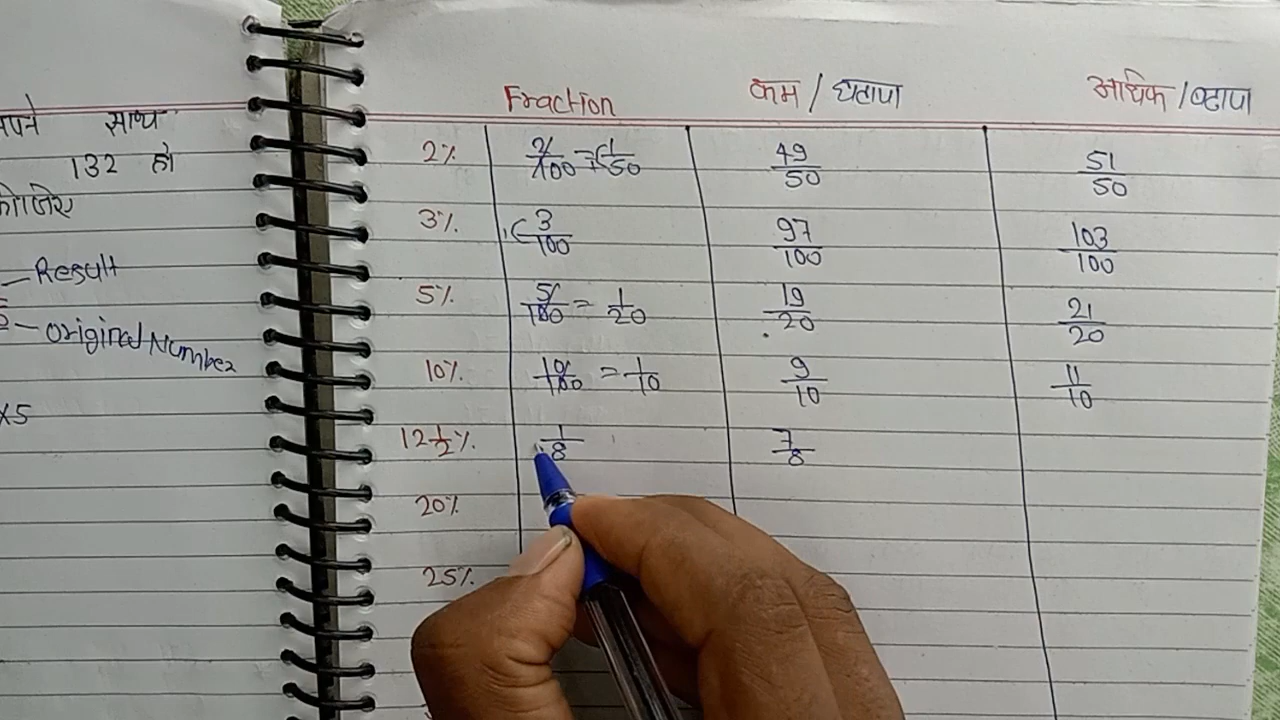 पने साथ
132 हो
कीजिए
Result
Original Number
x5
Fraction कम / घटाना अधिक / बढाना
2% 2/100 = 1/50 49/50 51/50
3% 3/100 97/100 103/100
5% 5/100 = 1/20 19/20 21/20
10% 10/100 = 1/10 9/10 11/10
12 1/2 % 1/8 7/8
20%
25%